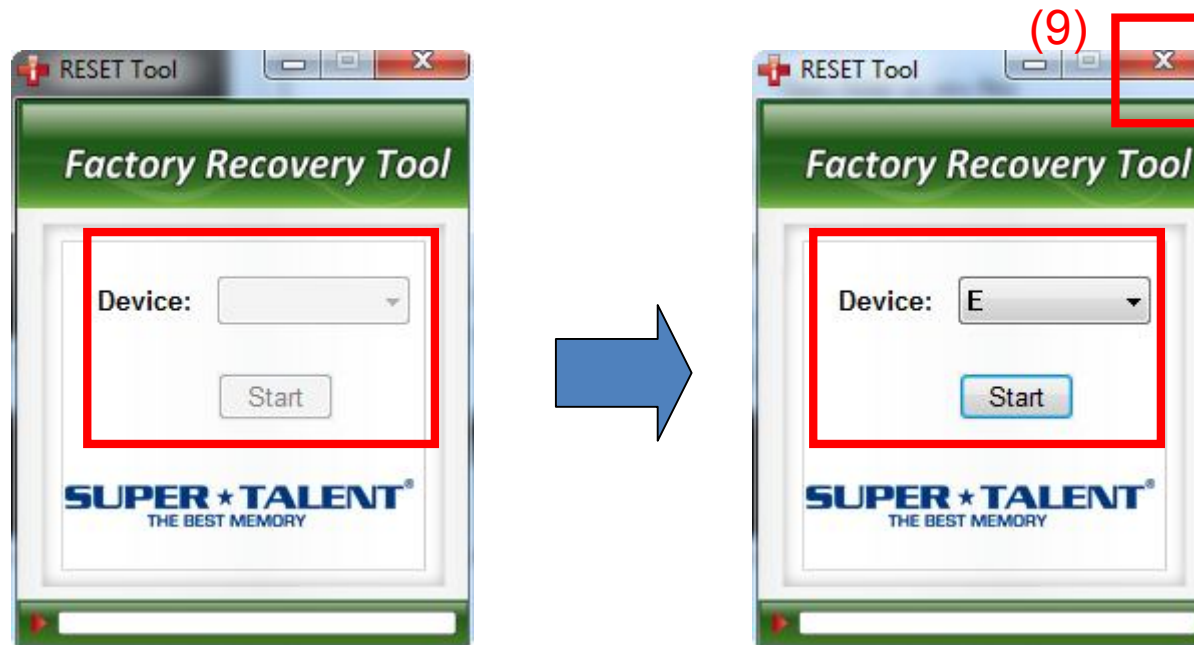 (9)
RESET Tool
Factory Recovery Tool
Device:
Start
SUPER★TALENT®
THE BEST MEMORY
RESET Tool
Factory Recovery Tool
Device: E
Start
SUPER★TALENT®
THE BEST MEMORY